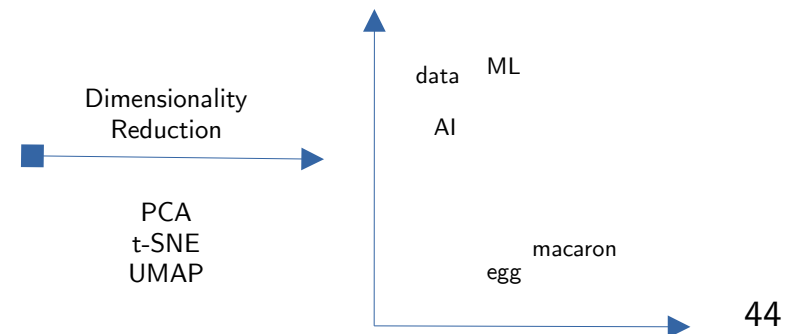 Dimensionality
Reduction
PCA
t-SNE
UMAP
data
ML
AI
macaron
egg
44